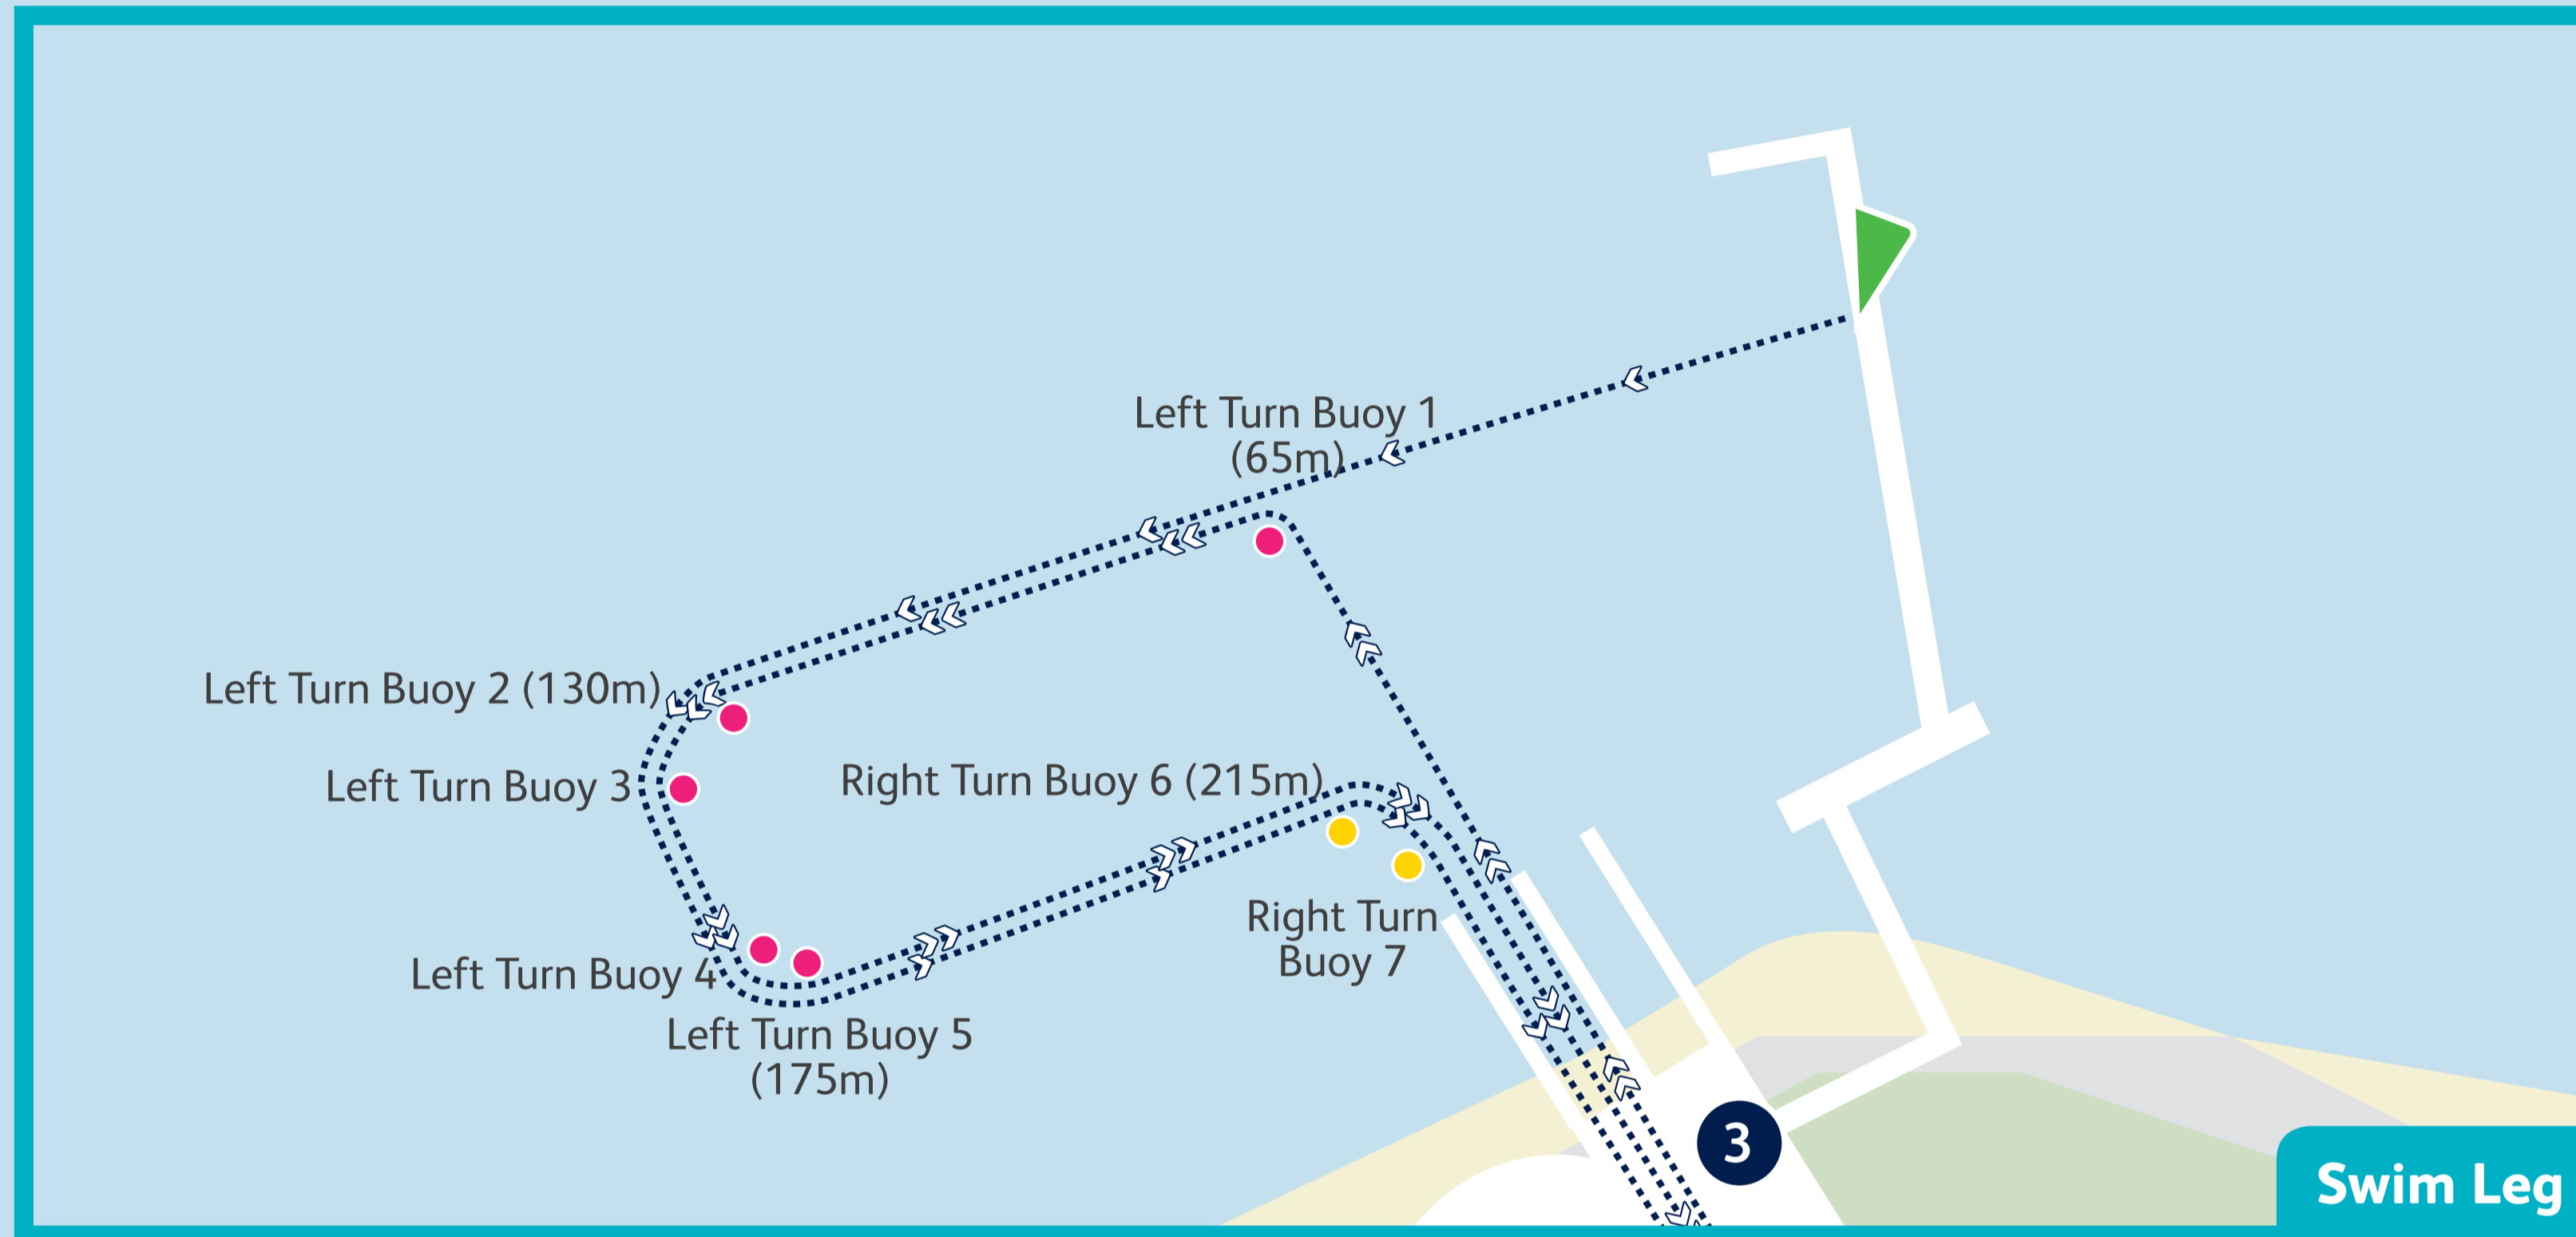 Left Turn Buoy 1
(65m)
Left Turn Buoy 2 (130m)
Left Turn Buoy 3
Right Turn Buoy 6 (215m)
Right Turn
Buoy 7
Left Turn Buoy 4
Left Turn Buoy 5
(175m)
3
Swim Leg